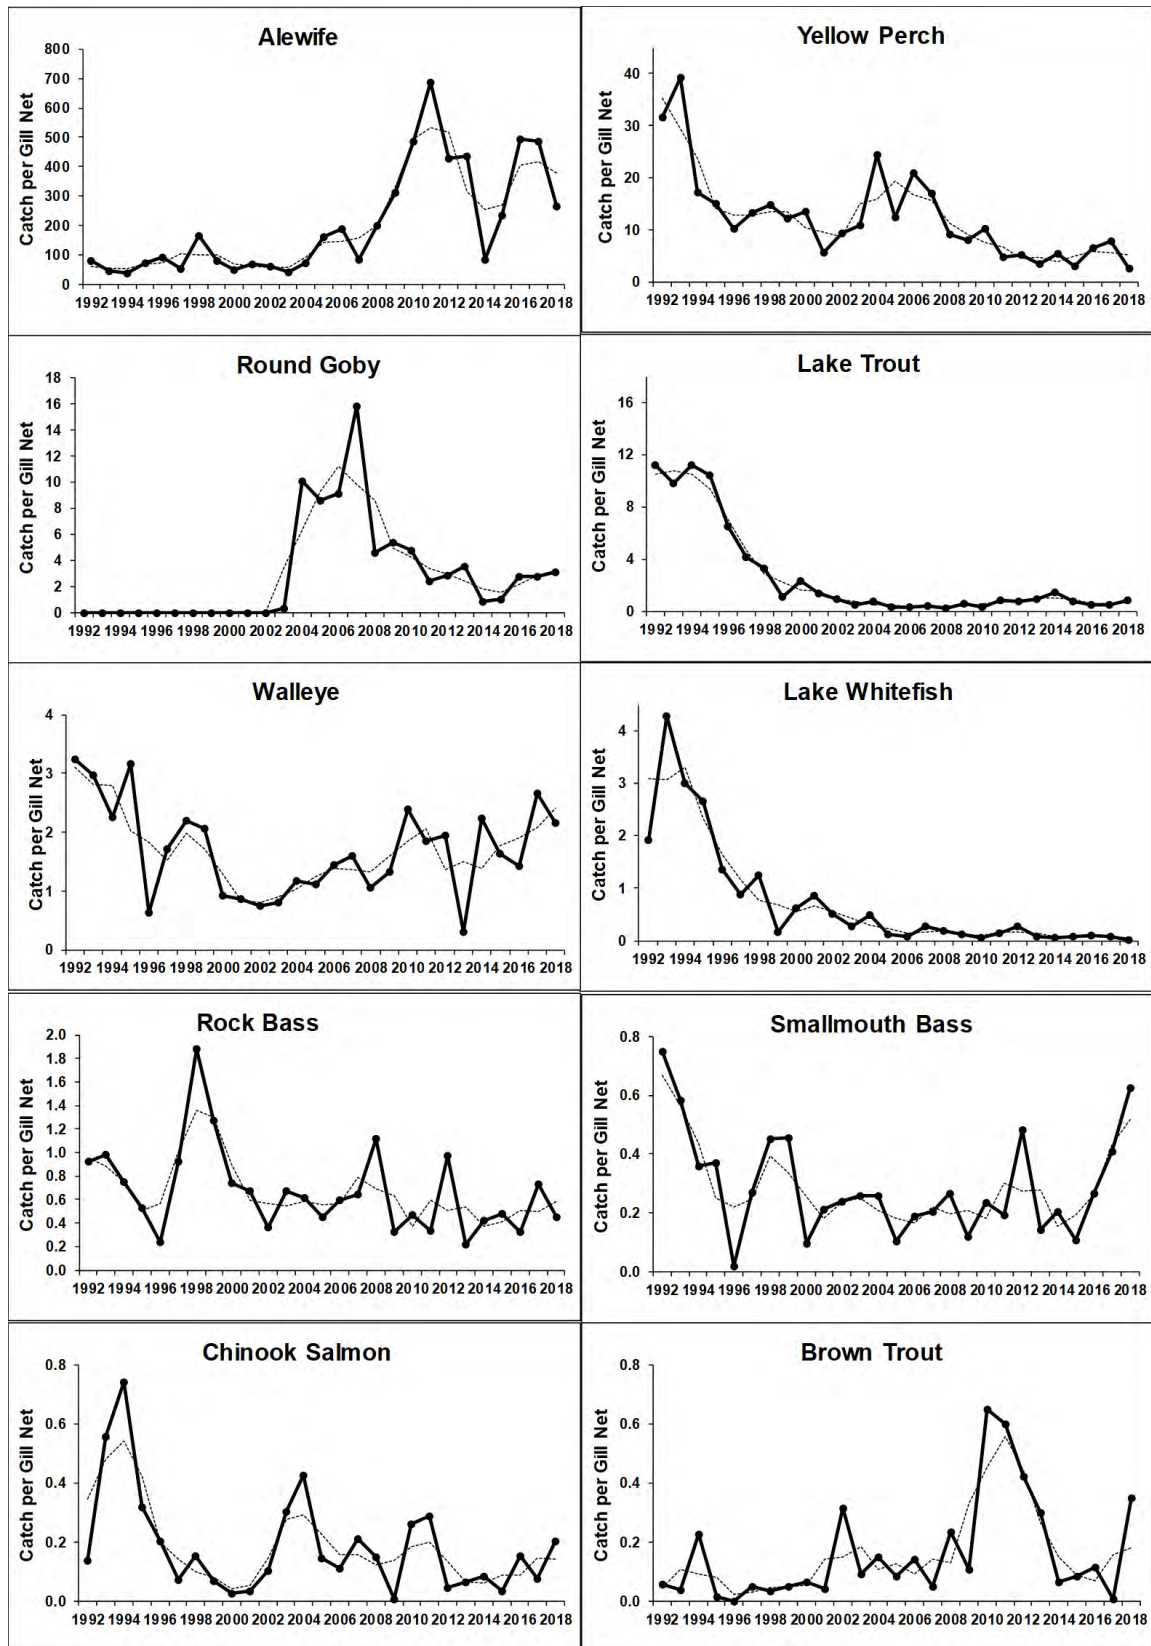 Alewife
Catch per Gill Net
800
700
600
500
400
300
200
100
0
1992 1994 1996 1998 2000 2002 2004 2006 2008 2010 2012 2014 2016 2018
Yellow Perch
Catch per Gill Net
40
30
20
10
0
1992 1994 1996 1998 2000 2002 2004 2006 2008 2010 2012 2014 2016 2018
Round Goby
Catch per Gill Net
18
16
14
12
10
8
6
4
2
0
1992 1994 1996 1998 2000 2002 2004 2006 2008 2010 2012 2014 2016 2018
Lake Trout
Catch per Gill Net
16
12
8
4
0
1992 1994 1996 1998 2000 2002 2004 2006 2008 2010 2012 2014 2016 2018
Walleye
Catch per Gill Net
4
3
2
1
0
1992 1994 1996 1998 2000 2002 2004 2006 2008 2010 2012 2014 2016 2018
Lake Whitefish
Catch per Gill Net
4
3
2
1
0
1992 1994 1996 1998 2000 2002 2004 2006 2008 2010 2012 2014 2016 2018
Rock Bass
Catch per Gill Net
2.0
1.8
1.6
1.4
1.2
1.0
0.8
0.6
0.4
0.2
0.0
1992 1994 1996 1998 2000 2002 2004 2006 2008 2010 2012 2014 2016 2018
Smallmouth Bass
Catch per Gill Net
0.8
0.6
0.4
0.2
0.0
1992 1994 1996 1998 2000 2002 2004 2006 2008 2010 2012 2014 2016 2018
Chinook Salmon
Catch per Gill Net
0.8
0.6
0.4
0.2
0.0
1992 1994 1996 1998 2000 2002 2004 2006 2008 2010 2012 2014 2016 2018
Brown Trout
Catch per Gill Net
0.8
0.6
0.4
0.2
0.0
1992 1994 1996 1998 2000 2002 2004 2006 2008 2010 2012 2014 2016 2018